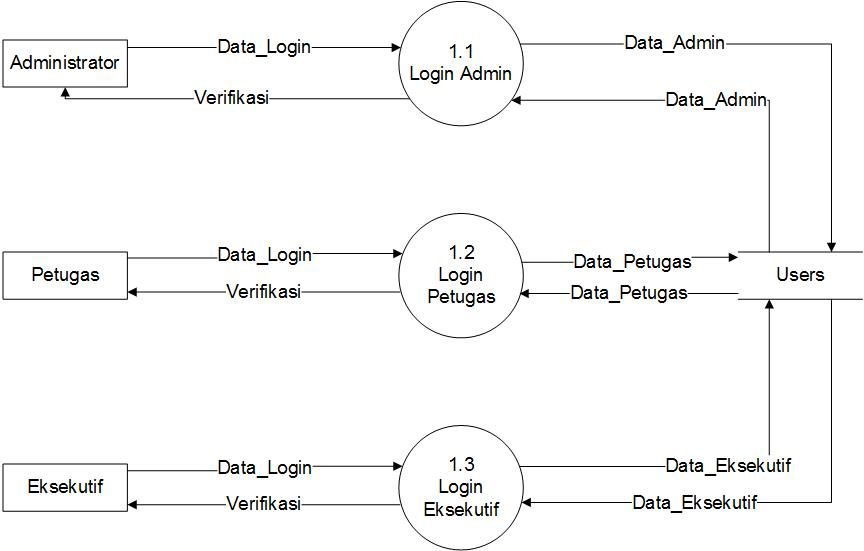 Administrator
Data_Login
Verifikasi
1.1
Login Admin
Data_Admin
Data_Admin
Petugas
Data_Login
Verifikasi
1.2
Login
Petugas
Data_Petugas
Data_Petugas
Users
Eksekutif
Data_Login
Verifikasi
1.3
Login
Eksekutif
Data_Eksekutif
Data_Eksekutif